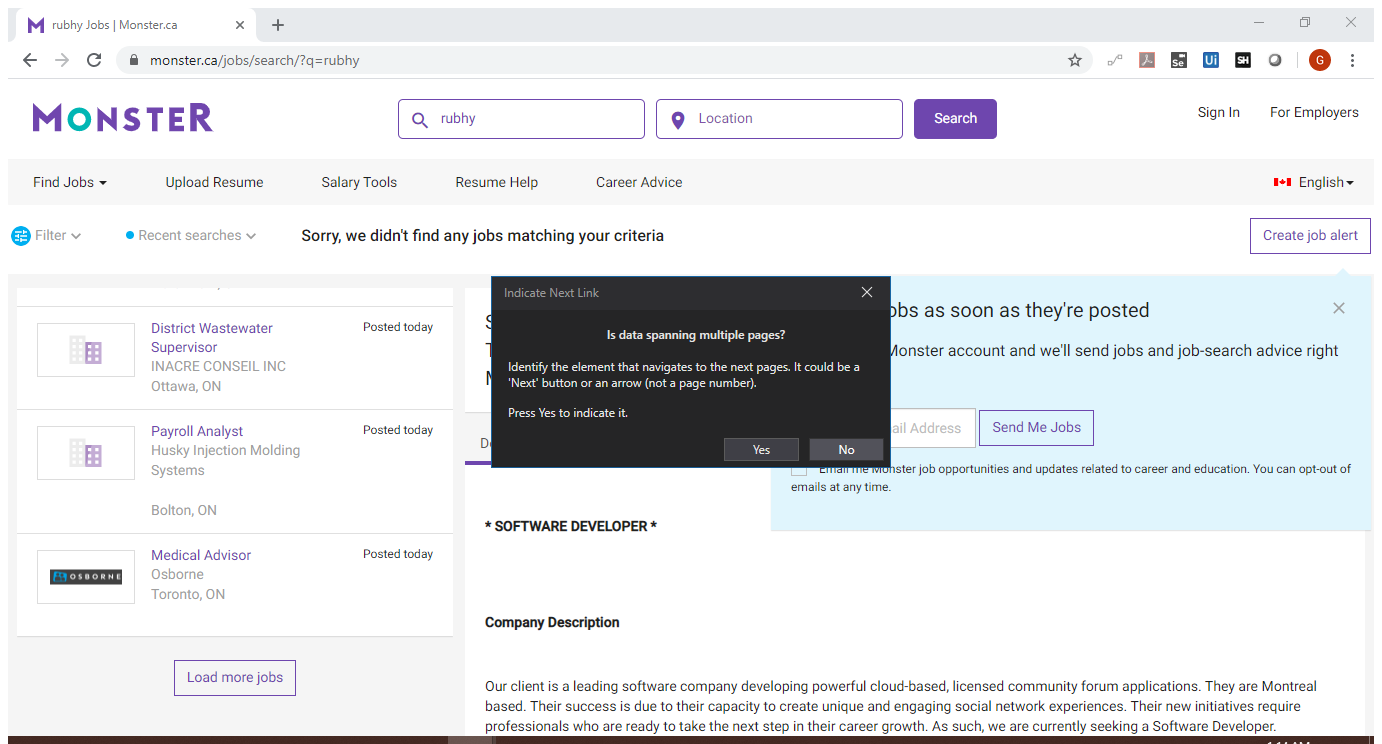 rubhy Jobs | Monster.ca
monster.ca/jobs/search/?q=rubhy
Se
Ui
SH
G
MONSTER
rubhy
Location
Search
Sign In
For Employers
Find Jobs
Upload Resume
Salary Tools
Resume Help
Career Advice
English
Filter
Recent searches
Sorry, we didn't find any jobs matching your criteria
Create job alert
District Wastewater
Supervisor
INACRE CONSEIL INC
Ottawa, ON
Posted today
Payroll Analyst
Husky Injection Molding
Systems
Bolton, ON
Posted today
OSBORNE
Medical Advisor
Osborne
Toronto, ON
Posted today
Load more jobs
Indicate Next Link
Is data spanning multiple pages?
Identify the element that navigates to the next pages. It could be a
'Next' button or an arrow (not a page number).
Press Yes to indicate it.
Yes
No
obs as soon as they're posted
Monster account and we'll send jobs and job-search advice right
ail Address
Send Me Jobs
Email me Monster job opportunities and updates related to career and education. You can opt-out of
emails at any time.
* SOFTWARE DEVELOPER *
Company Description
Our client is a leading software company developing powerful cloud-based, licensed community forum applications. They are Montreal
based. Their success is due to their capacity to create unique and engaging social network experiences. Their new initiatives require
professionals who are ready to take the next step in their career growth. As such, we are currently seeking a Software Developer.